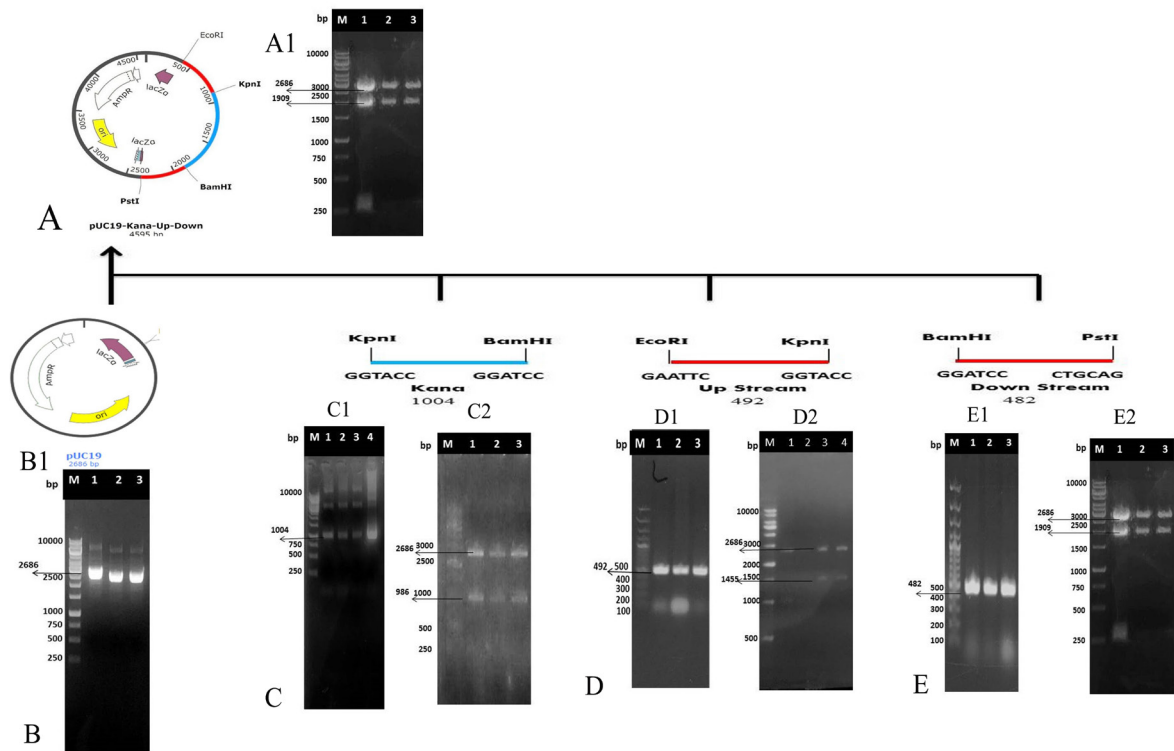 A
EcoRI
KpnI
BamHI
PstI
500
1000
1500
2000
2500
3000
3500
4000
4500
lacZα
AmpR
ori
lacZα
pUC19-Kana-Up-Down
4595 bp
A1
bp M 1 2 3
10000
2686
3000
2500
1909
1500
1000
750
500
250
lacZα
AmpR
ori
B1
pUC19
2686 bp
bp M 1 2 3
10000
2686
2500
1000
750
500
250
B
KpnI BamHI
GGTACC GGATCC
Kana
1004
C1
bp M 1 2 3 4
10000
1004
750
500
250
C
C2
bp M 1 2 3
2686 3000
2500
986 1000
500
250
EcoRI KpnI
GAATTC GGTACC
Up Stream
492
D1
bp M 1 2 3
492 500
400
300
200
100
D
D2
bp M 1 2 3 4
10000
2686 3000
2000
1500
1455
1000
500
BamHI PstI
GGATCC CTGCAG
Down Stream
482
E1
bp M 1 2 3
482 500
400
300
200
100
E
E2
bp M 1 2 3
10000
2686
3000
2500
1909
1500
1000
750
500
250